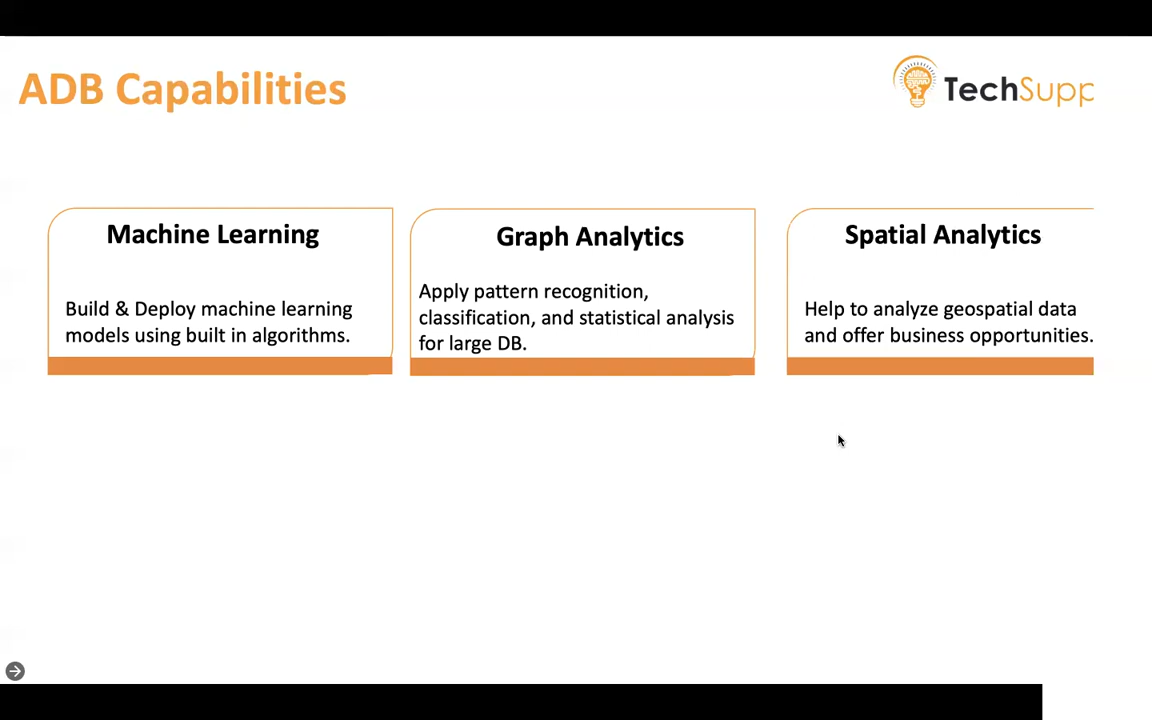 ADB Capabilities
TechSupp
Machine Learning
Build & Deploy machine learning
models using built in algorithms.
Graph Analytics
Apply pattern recognition,
classification, and statistical analysis
for large DB.
Spatial Analytics
Help to analyze geospatial data
and offer business opportunities.